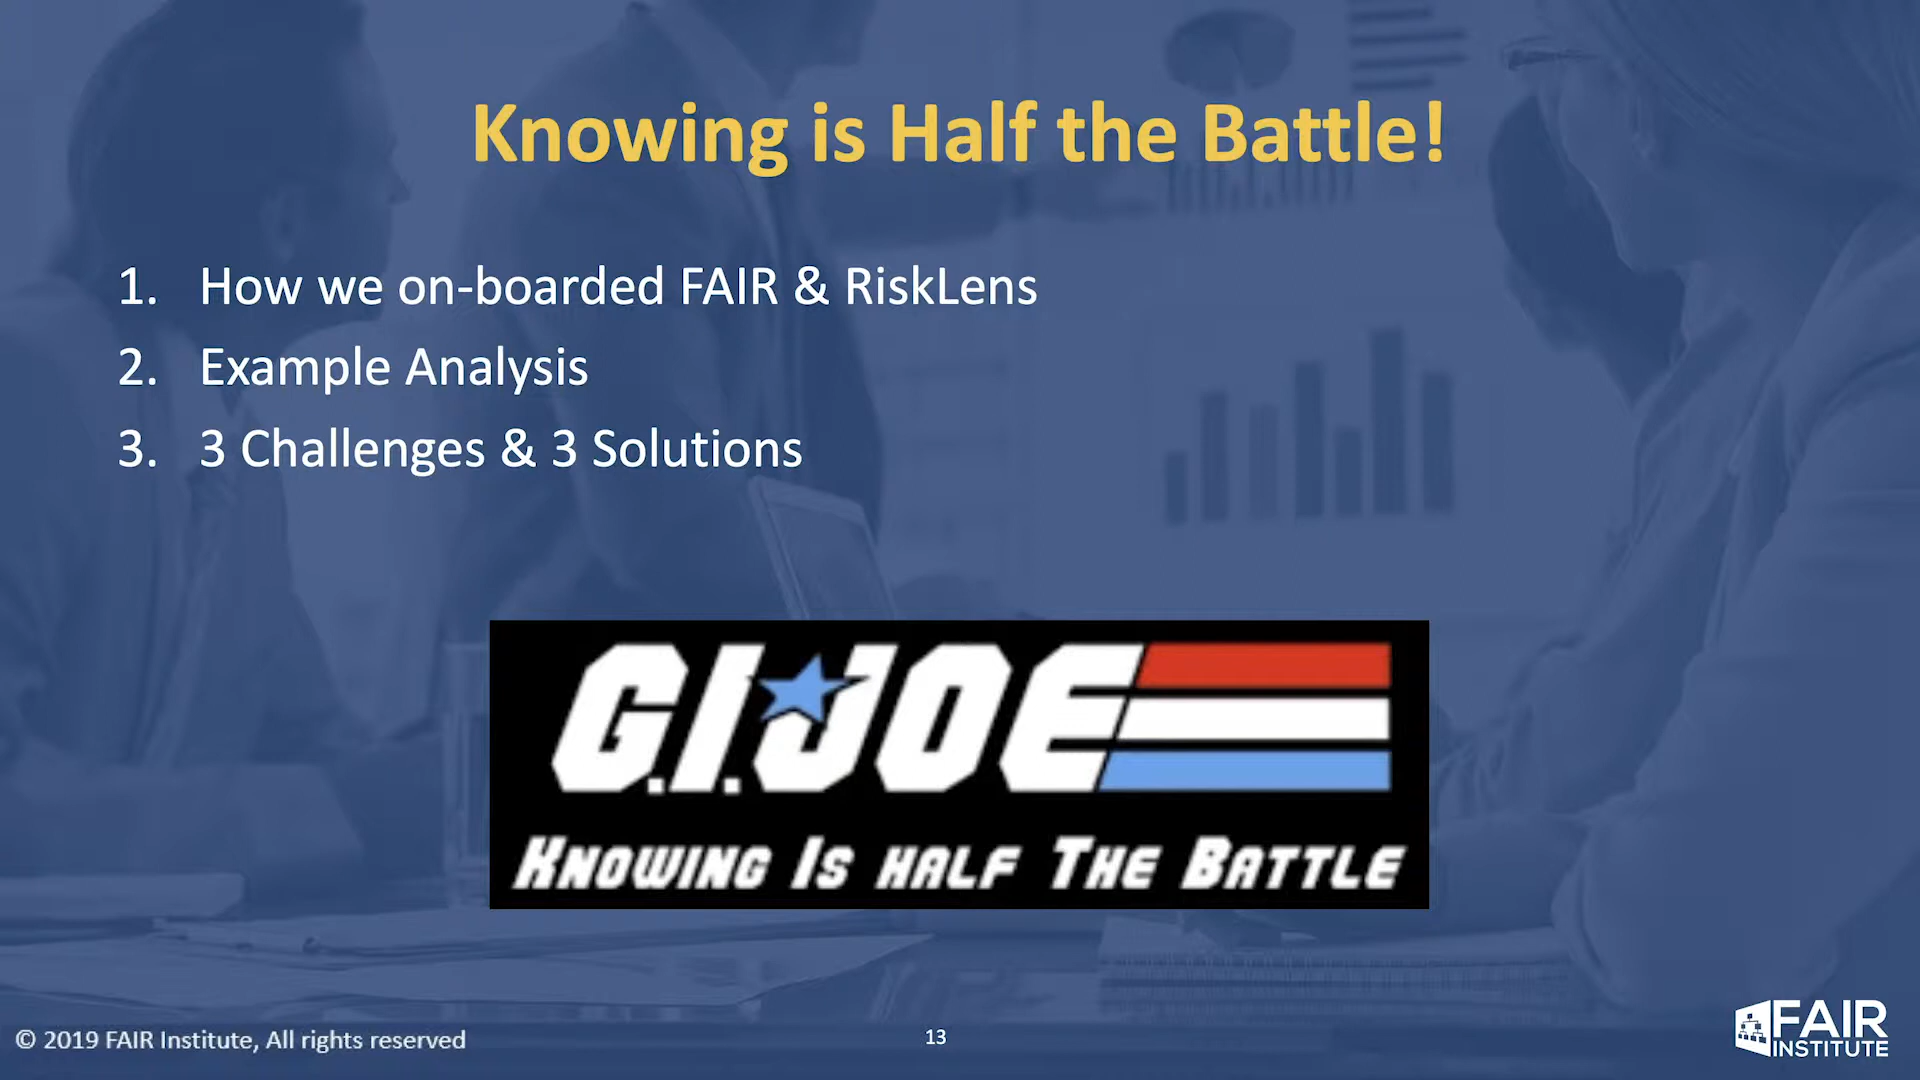 Knowing is Half the Battle!
1. How we on-boarded FAIR & RiskLens
2. Example Analysis
3. 3 Challenges & 3 Solutions
G.I.JOE
KNOWING IS HALF THE BATTLE
© 2019 FAIR Institute, All rights reserved
13
FAIR
INSTITUTE